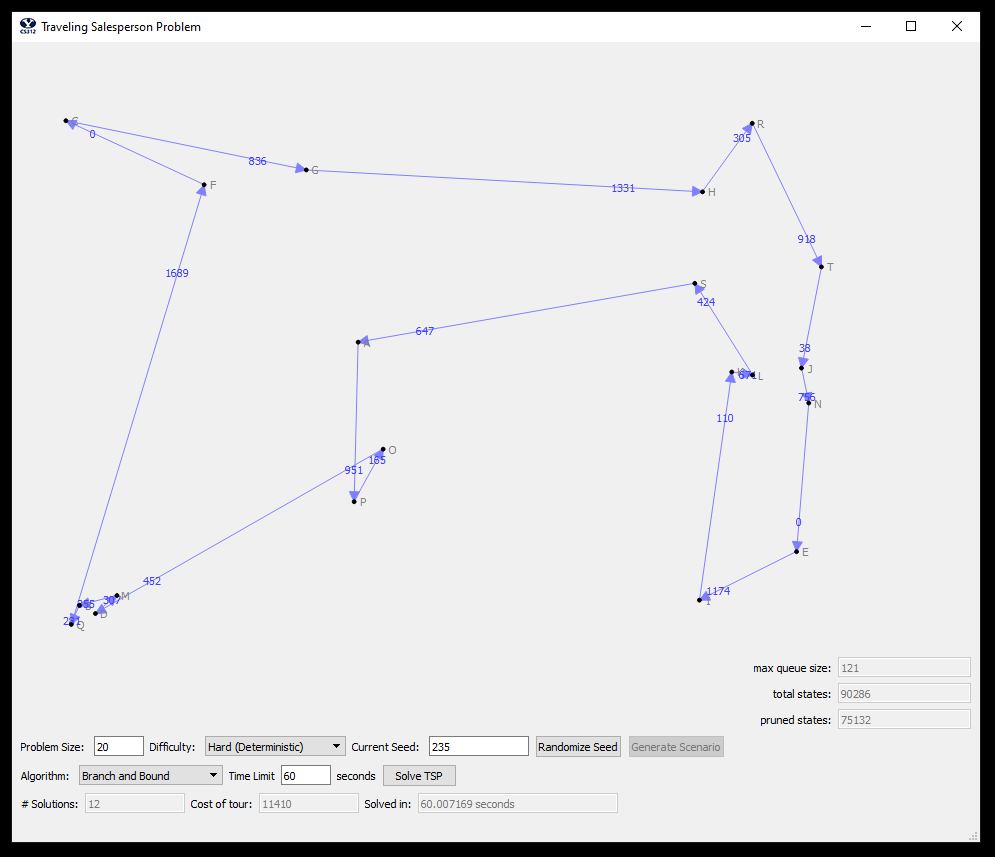 CS312 Traveling Salesperson Problem
R
0
305
836
G
1331
H
F
918
T
1689
S
424
647
A
38
J
L
756
N
110
O
165
951
P
0
E
452
1174
I
M
D
Q
max queue size: 121
total states: 90286
pruned states: 75132
Problem Size: 20 Difficulty: Hard (Deterministic) Current Seed: 235 Randomize Seed Generate Scenario
Algorithm: Branch and Bound Time Limit 60 seconds Solve TSP
# Solutions: 12 Cost of tour: 11410 Solved in: 60.007169 seconds